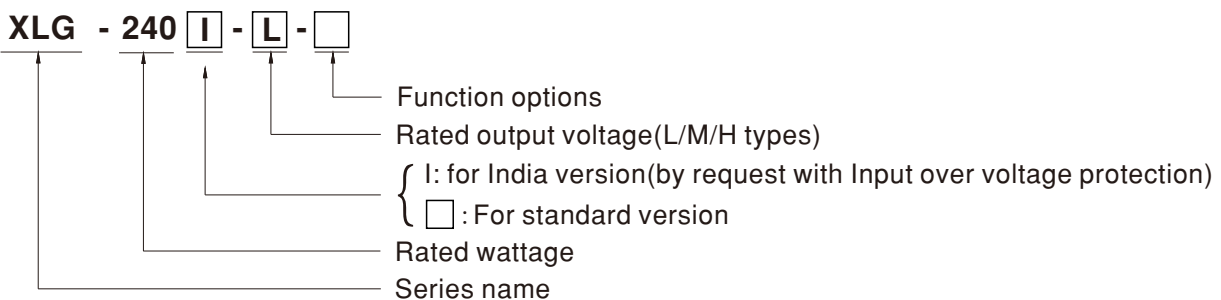 XLG - 240 I - L - □
Function options
Rated output voltage(L/M/H types)
I: for India version(by request with Input over voltage protection)
□ : For standard version
Rated wattage
Series name